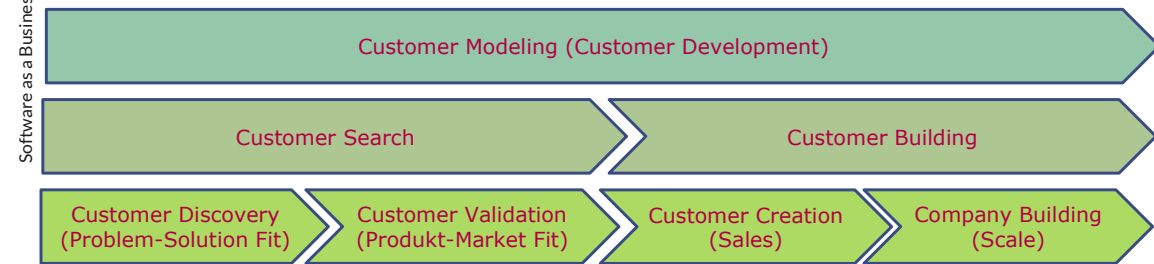 Software as a Busines
Customer Modeling (Customer Development)
Customer Search
Customer Building
Customer Discovery
(Problem-Solution Fit)
Customer Validation
(Produkt-Market Fit)
Customer Creation
(Sales)
Company Building
(Scale)